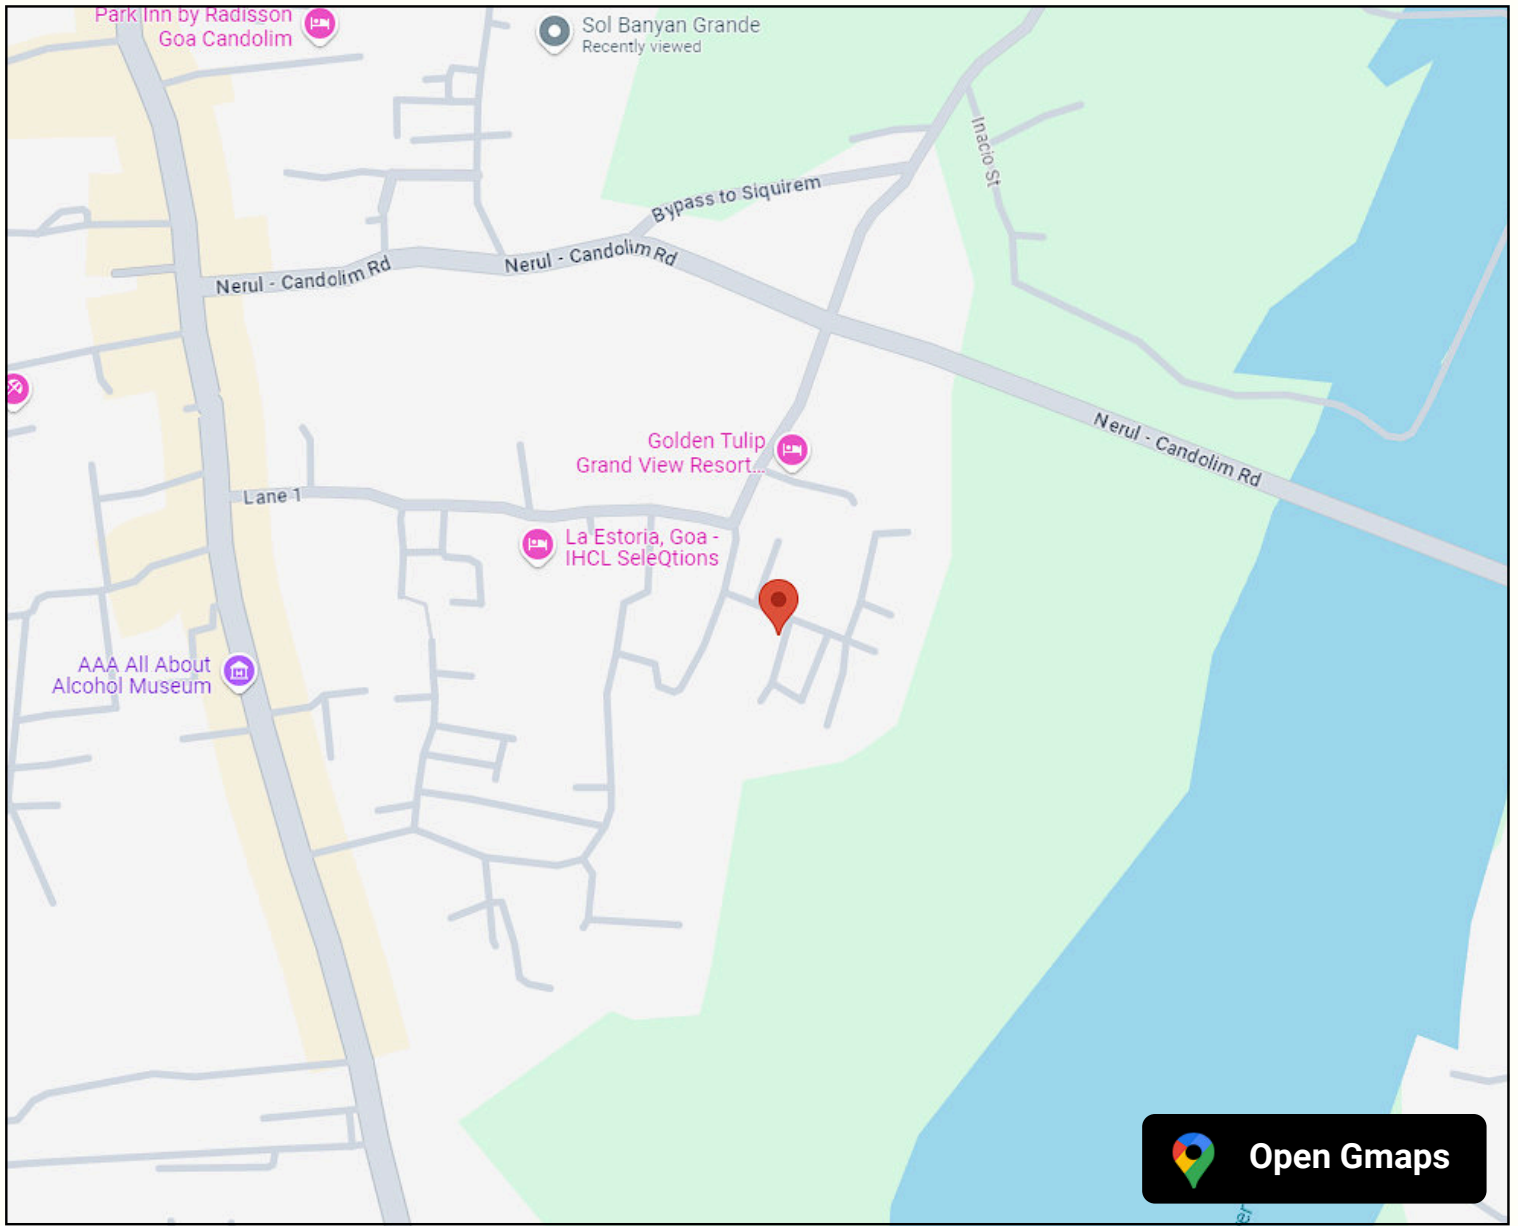 Park Inn by Radisson
Goa Candolim
Sol Banyan Grande
Recently viewed
Inacio St
Bypass to Siquirem
Nerul - Candolim Rd
Nerul - Candolim Rd
Nerul - Candolim Rd
Golden Tulip
Grand View Resort...
Lane 1
La Estoria, Goa -
IHCL SeleQtions
AAA All About
Alcohol Museum
Open Gmaps